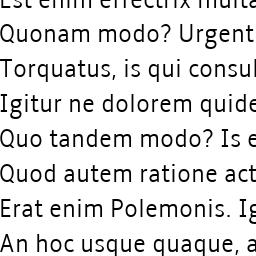 Est enim effectrix multa
Quonam modo? Urgent
Torquatus, is qui consul
Igitur ne dolorem quide
Quo tandem modo? Is e
Quod autem ratione act
Erat enim Polemonis. Ig
An hoc usque quaque, a